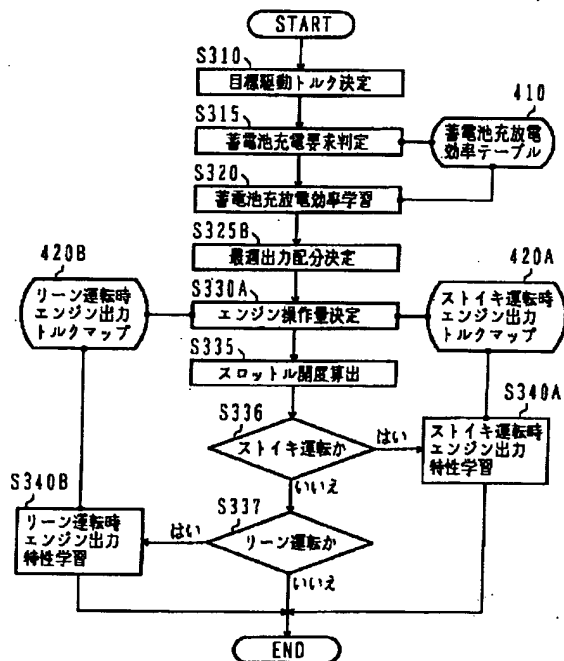 START
S310
目標駆動トルク決定
S315
蓄電池充電要求判定
410
蓄電池充放電
効率テーブル
S320
蓄電池充放電効率学習
S325B
最適出力配分決定
420B
リーン運転時
エンジン出力
トルクマップ
S330A
エンジン操作量決定
420A
ストイキ運転時
エンジン出力
トルクマップ
S335
スロットル開度算出
S336
ストイキ運転か
はい
いいえ
S340A
ストイキ運転時
エンジン出力
特性学習
S337
リーン運転か
はい
いいえ
S340B
リーン運転時
エンジン出力
特性学習
END